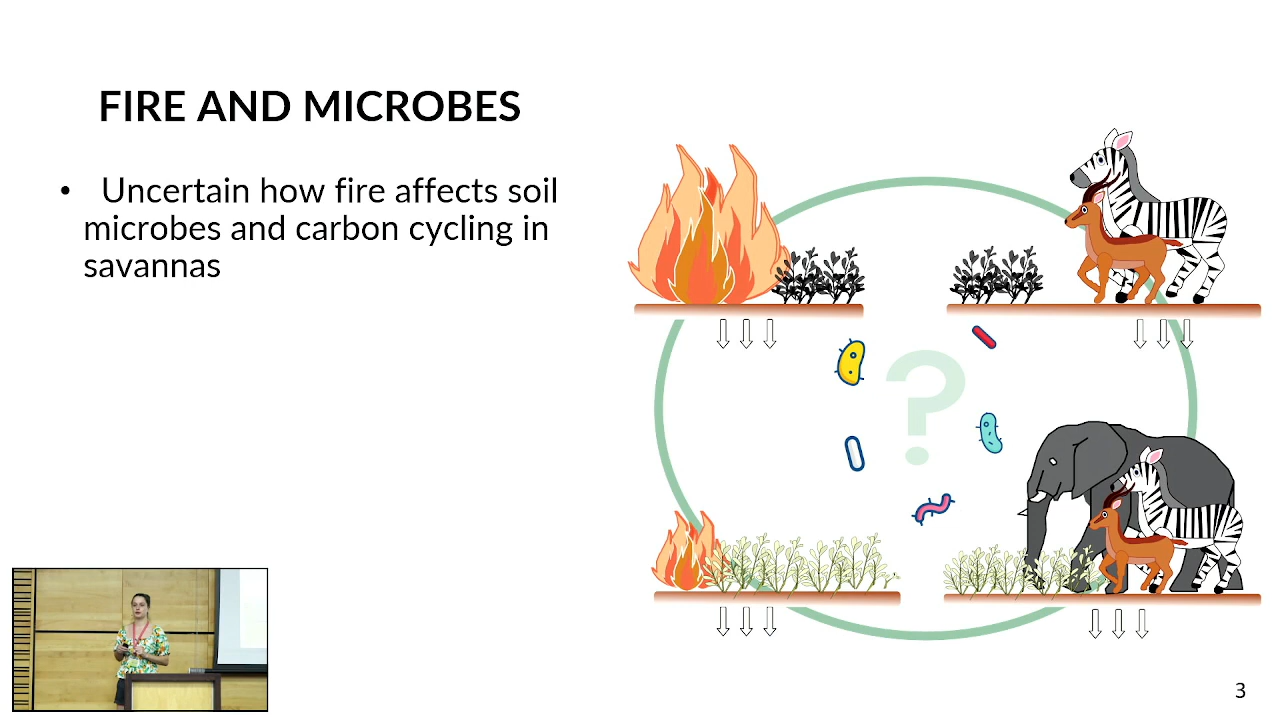 FIRE AND MICROBES
• Uncertain how fire affects soil
microbes and carbon cycling in
savannas
?
3